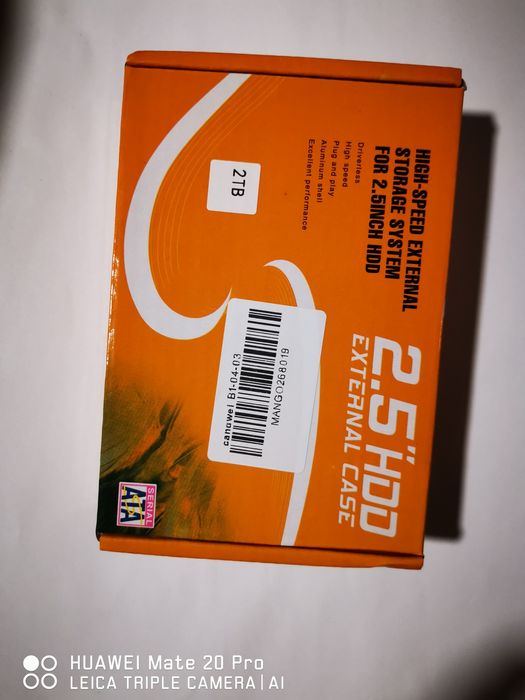 HIGH-SPEED EXTERNAL
STORAGE SYSTEM
FOR 2.5INCH HDD
Driverless
High speed
Plug and play
Aluminum shell
Excellent performance
2TB
2.5"HDD
EXTERNAL CASE
MANGO268019
canguwei B1-04-03
SERIAL
ATA
HUAWEI Mate 20 Pro
LEICA TRIPLE CAMERA | AI